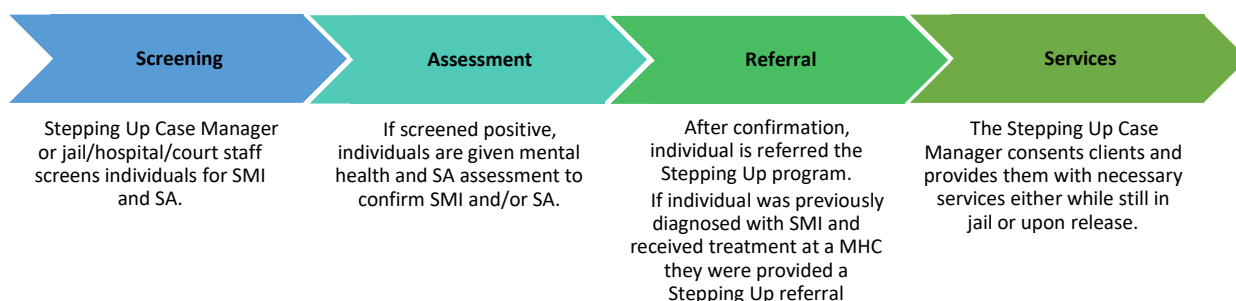 Screening
Assessment
Referral
Services
Stepping Up Case Manager
or jail/hospital/court staff
screens individuals for SMI
and SA.
If screened positive,
individuals are given mental
health and SA assessment to
confirm SMI and/or SA.
After confirmation,
individual is referred the
Stepping Up program.
If individual was previously
diagnosed with SMI and
received treatment at a MHC
they were provided a
Stepping Up referral
The Stepping Up Case
Manager consents clients and
provides them with necessary
services either while still in
jail or upon release.